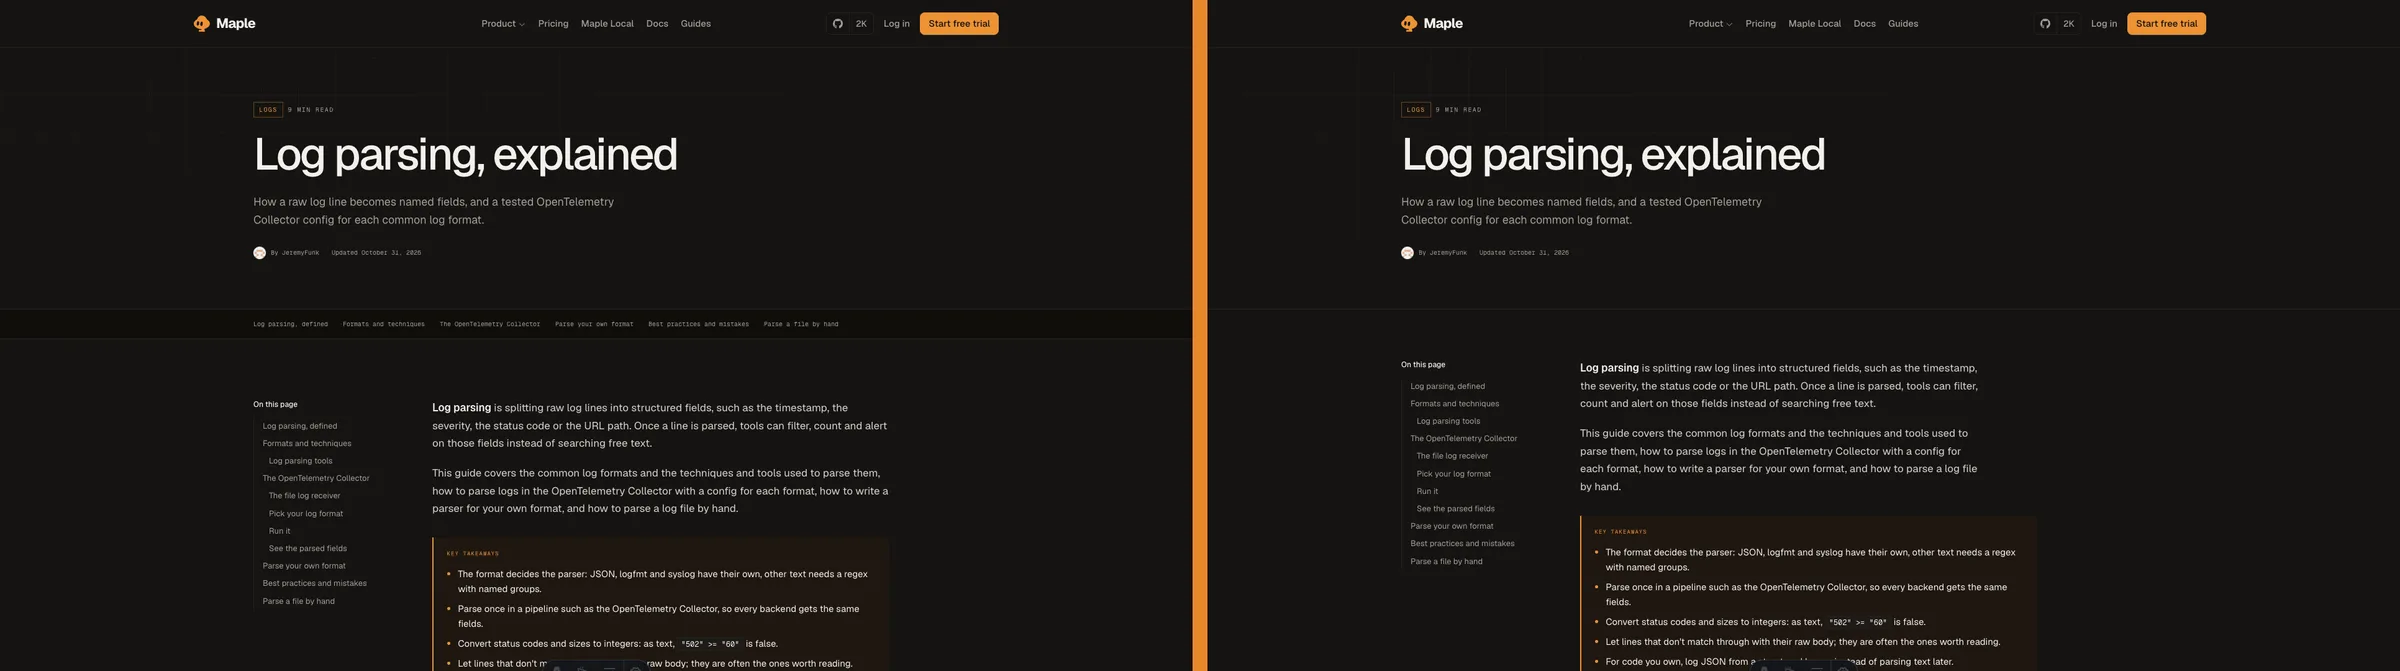 Maple
Product
Pricing
Maple Local
Docs
Guides
2K
Log in
Start free trial
LOGS
9 MIN READ
Log parsing, explained
How a raw log line becomes named fields, and a tested OpenTelemetry
Collector config for each common log format.
By JeremyFunk
Updated October 31, 2026
Log parsing, defined
Formats and techniques
The OpenTelemetry Collector
Parse your own format
Best practices and mistakes
Parse a file by hand
On this page
Log parsing, defined
Formats and techniques
Log parsing tools
The OpenTelemetry Collector
The file log receiver
Pick your log format
Run it
See the parsed fields
Parse your own format
Best practices and mistakes
Parse a file by hand
Log parsing is splitting raw log lines into structured fields, such as the timestamp, the
severity, the status code or the URL path. Once a line is parsed, tools can filter, count and alert
on those fields instead of searching free text.
This guide covers the common log formats and the techniques and tools used to parse them,
how to parse logs in the OpenTelemetry Collector with a config for each format, how to write a
parser for your own format, and how to parse a log file by hand.
KEY TAKEAWAYS
• The format decides the parser: JSON, logfmt and syslog have their own, other text needs a regex
with named groups.
• Parse once in a pipeline such as the OpenTelemetry Collector, so every backend gets the same
fields.
• Convert status codes and sizes to integers: as text, "502" >= "60" is false.
• Let lines that don't raw body; they are often the ones worth reading.
Maple
Product
Pricing
Maple Local
Docs
Guides
2K
Log in
Start free trial
LOGS
9 MIN READ
Log parsing, explained
How a raw log line becomes named fields, and a tested OpenTelemetry
Collector config for each common log format.
By JeremyFunk
Updated October 31, 2026
On this page
Log parsing, defined
Formats and techniques
Log parsing tools
The OpenTelemetry Collector
The file log receiver
Pick your log format
Run it
See the parsed fields
Parse your own format
Best practices and mistakes
Parse a file by hand
Log parsing is splitting raw log lines into structured fields, such as the timestamp,
the severity, the status code or the URL path. Once a line is parsed, tools can filter,
count and alert on those fields instead of searching free text.
This guide covers the common log formats and the techniques and tools used to
parse them, how to parse logs in the OpenTelemetry Collector with a config for
each format, how to write a parser for your own format, and how to parse a log file
by hand.
KEY TAKEAWAYS
• The format decides the parser: JSON, logfmt and syslog have their own, other text needs a regex
with named groups.
• Parse once in a pipeline such as the OpenTelemetry Collector, so every backend gets the same
fields.
• Convert status codes and sizes to integers: as text, "502" >= "60" is false.
• Let lines that don't match through with their raw body; they are often the ones worth reading.
• For code you own, log JSON from of parsing text later.